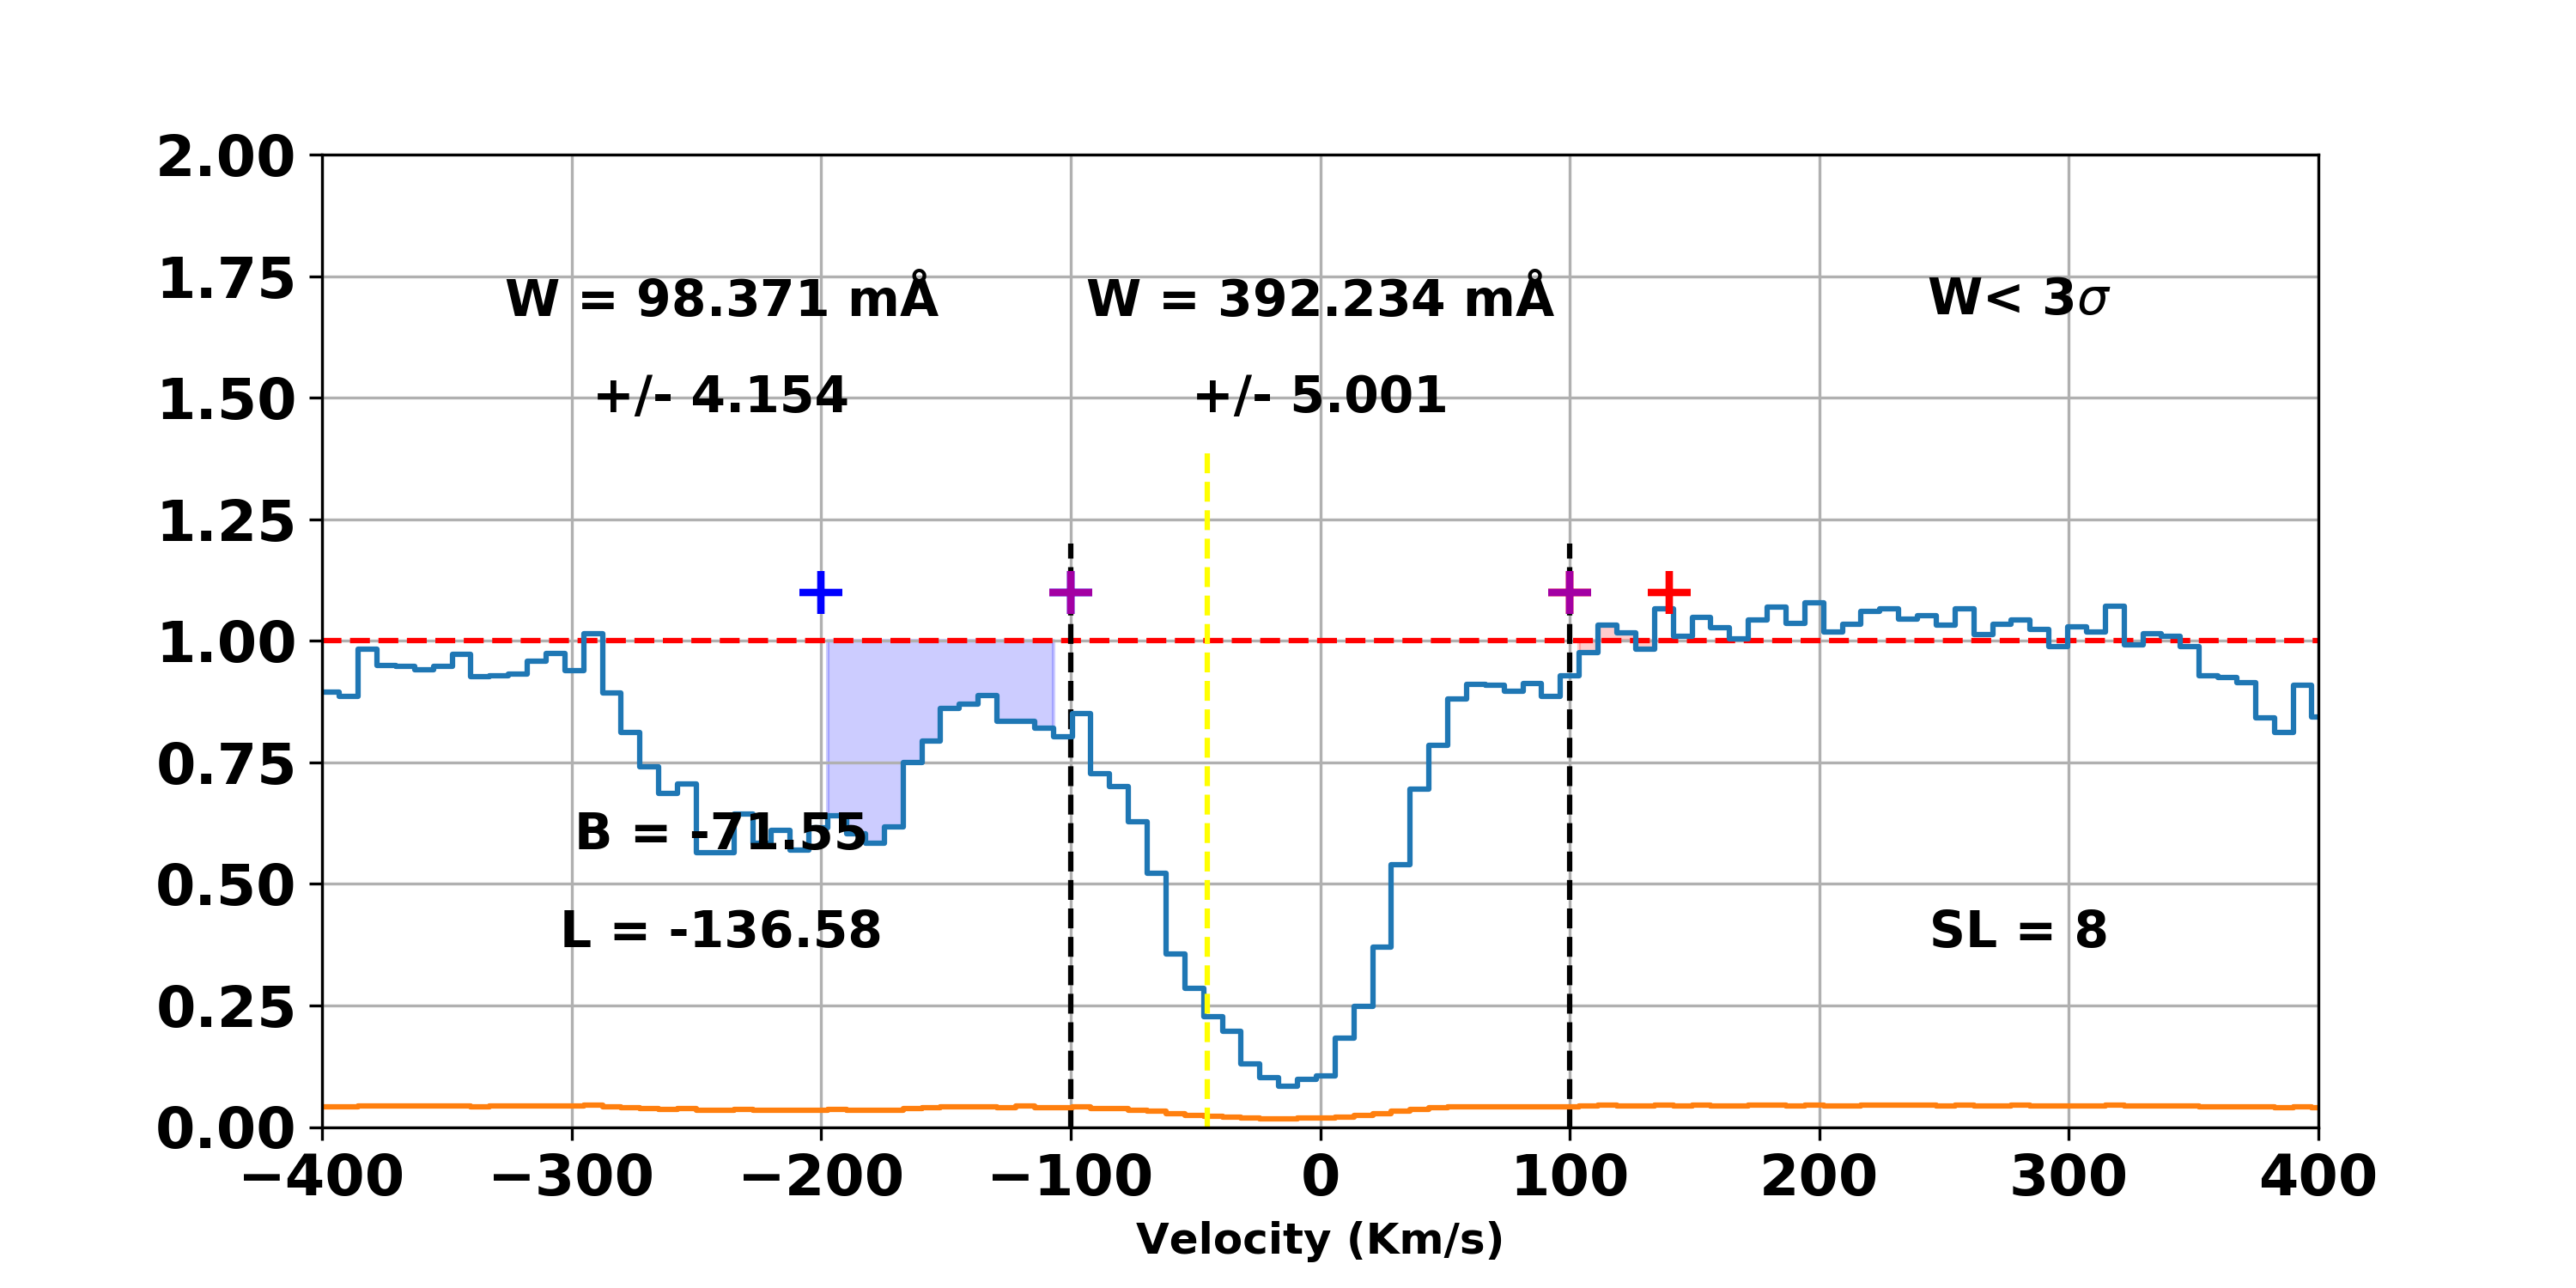 2.00
1.75
W = 98.371 mÅ W = 392.234 mÅ W< 3σ
1.50
+/- 4.154 +/- 5.001
1.25
1.00
0.75
B = -71.55
0.50
L = -136.58 SL = 8
0.25
0.00
−400 −300 −200 −100 0 100 200 300 400
Velocity (Km/s)